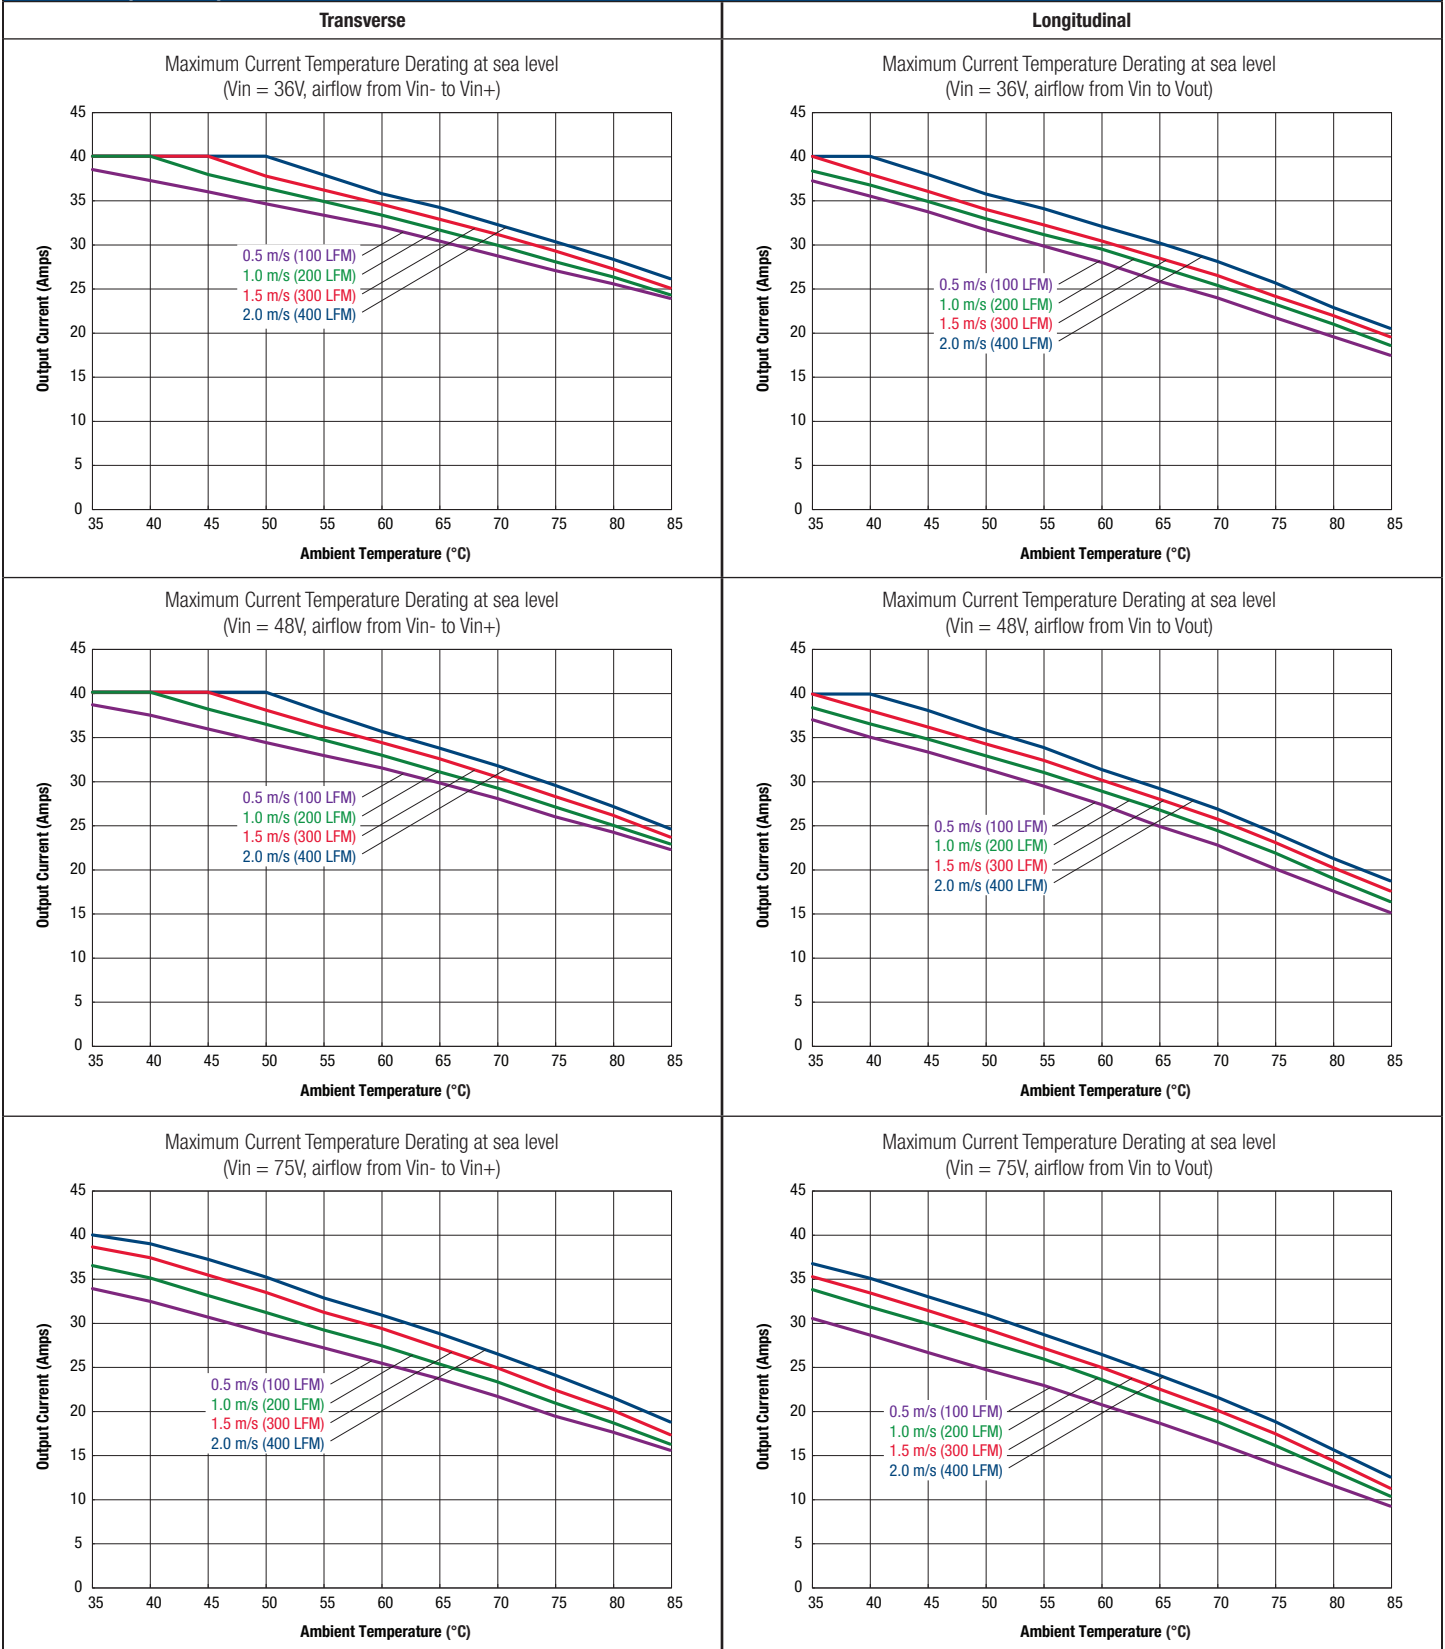 Transverse
Longitudinal
Maximum Current Temperature Derating at sea level
(Vin = 36V, airflow from Vin- to Vin+)
45
40
35
30
25
20
15
10
5
0
Output Current (Amps)
0.5 m/s (100 LFM)
1.0 m/s (200 LFM)
1.5 m/s (300 LFM)
2.0 m/s (400 LFM)
35 40 45 50 55 60 65 70 75 80 85
Ambient Temperature (°C)
Maximum Current Temperature Derating at sea level
(Vin = 36V, airflow from Vin to Vout)
45
40
35
30
25
20
15
10
5
0
Output Current (Amps)
0.5 m/s (100 LFM)
1.0 m/s (200 LFM)
1.5 m/s (300 LFM)
2.0 m/s (400 LFM)
35 40 45 50 55 60 65 70 75 80 85
Ambient Temperature (°C)
Maximum Current Temperature Derating at sea level
(Vin = 48V, airflow from Vin- to Vin+)
45
40
35
30
25
20
15
10
5
0
Output Current (Amps)
0.5 m/s (100 LFM)
1.0 m/s (200 LFM)
1.5 m/s (300 LFM)
2.0 m/s (400 LFM)
35 40 45 50 55 60 65 70 75 80 85
Ambient Temperature (°C)
Maximum Current Temperature Derating at sea level
(Vin = 48V, airflow from Vin to Vout)
45
40
35
30
25
20
15
10
5
0
Output Current (Amps)
0.5 m/s (100 LFM)
1.0 m/s (200 LFM)
1.5 m/s (300 LFM)
2.0 m/s (400 LFM)
35 40 45 50 55 60 65 70 75 80 85
Ambient Temperature (°C)
Maximum Current Temperature Derating at sea level
(Vin = 75V, airflow from Vin- to Vin+)
45
40
35
30
25
20
15
10
5
0
Output Current (Amps)
0.5 m/s (100 LFM)
1.0 m/s (200 LFM)
1.5 m/s (300 LFM)
2.0 m/s (400 LFM)
35 40 45 50 55 60 65 70 75 80 85
Ambient Temperature (°C)
Maximum Current Temperature Derating at sea level
(Vin = 75V, airflow from Vin to Vout)
45
40
35
30
25
20
15
10
5
0
Output Current (Amps)
0.5 m/s (100 LFM)
1.0 m/s (200 LFM)
1.5 m/s (300 LFM)
2.0 m/s (400 LFM)
35 40 45 50 55 60 65 70 75 80 85
Ambient Temperature (°C)